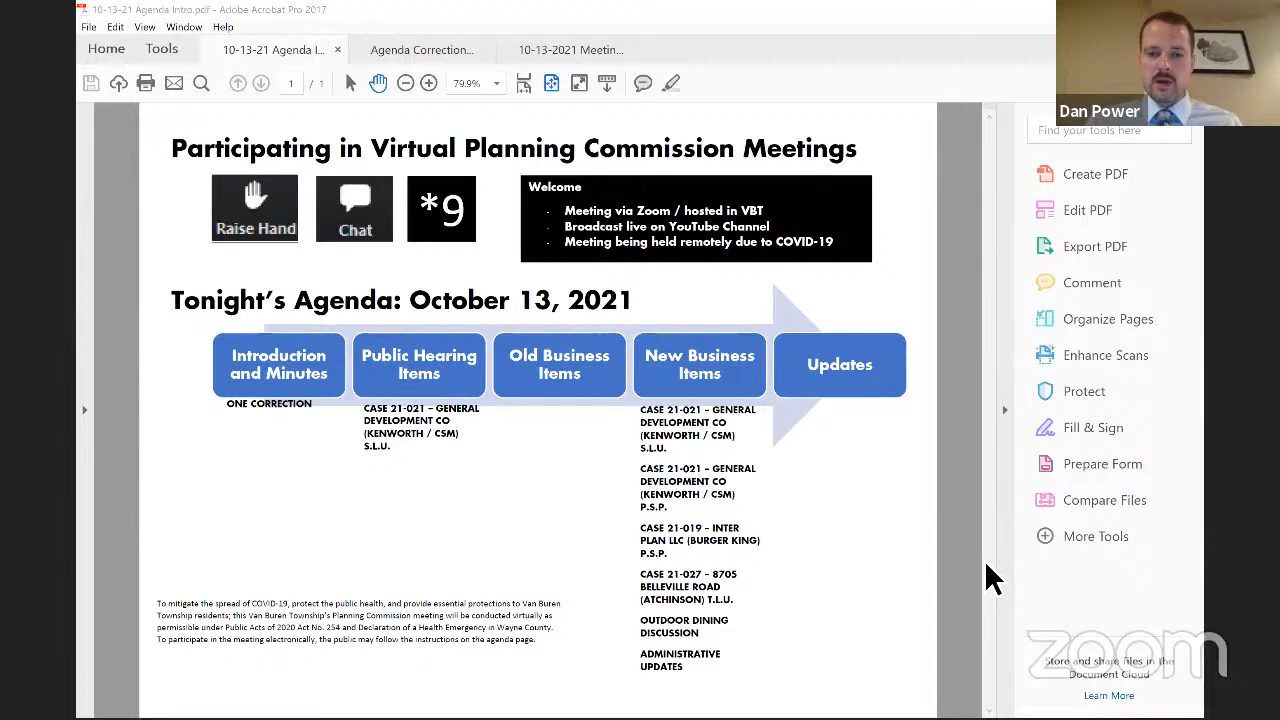 10-13-21 Agenda Intro.pdf - Adobe Acrobat Pro 2017
File Edit View Window Help
Home Tools 10-13-21 Agenda I... × Agenda Correction... 10-13-2021 Meetin...
1 / 1 79.9%
Dan Power
Find your tools here
Participating in Virtual Planning Commission Meetings
Raise Hand
Chat
*9
Welcome
- Meeting via Zoom / hosted in VBT
- Broadcast live on YouTube Channel
- Meeting being held remotely due to COVID-19
Tonight's Agenda: October 13, 2021
Introduction
and Minutes
ONE CORRECTION
Public Hearing
Items
CASE 21-021 – GENERAL
DEVELOPMENT CO
(KENWORTH / CSM)
S.L.U.
Old Business
Items
New Business
Items
CASE 21-021 – GENERAL
DEVELOPMENT CO
(KENWORTH / CSM)
S.L.U.
CASE 21-021 – GENERAL
DEVELOPMENT CO
(KENWORTH / CSM)
P.S.P.
CASE 21-019 – INTER
PLAN LLC (BURGER KING)
P.S.P.
CASE 21-027 – 8705
BELLEVILLE ROAD
(ATCHINSON) T.L.U.
OUTDOOR DINING
DISCUSSION
ADMINISTRATIVE
UPDATES
Updates
To mitigate the spread of COVID-19, protect the public health, and provide essential protections to Van Buren
Township residents; this Van Buren Township's Planning Commission meeting will be conducted virtually as
permissible under Public Acts of 2020 Act No. 254 and Declaration of a Health Emergency in Wayne County.
To participate in the meeting electronically, the public may follow the instructions on the agenda page.
Create PDF
Edit PDF
Export PDF
Comment
Organize Pages
Enhance Scans
Protect
Fill & Sign
Prepare Form
Compare Files
More Tools
Store and share files in the
Document Cloud
Learn More
zoom